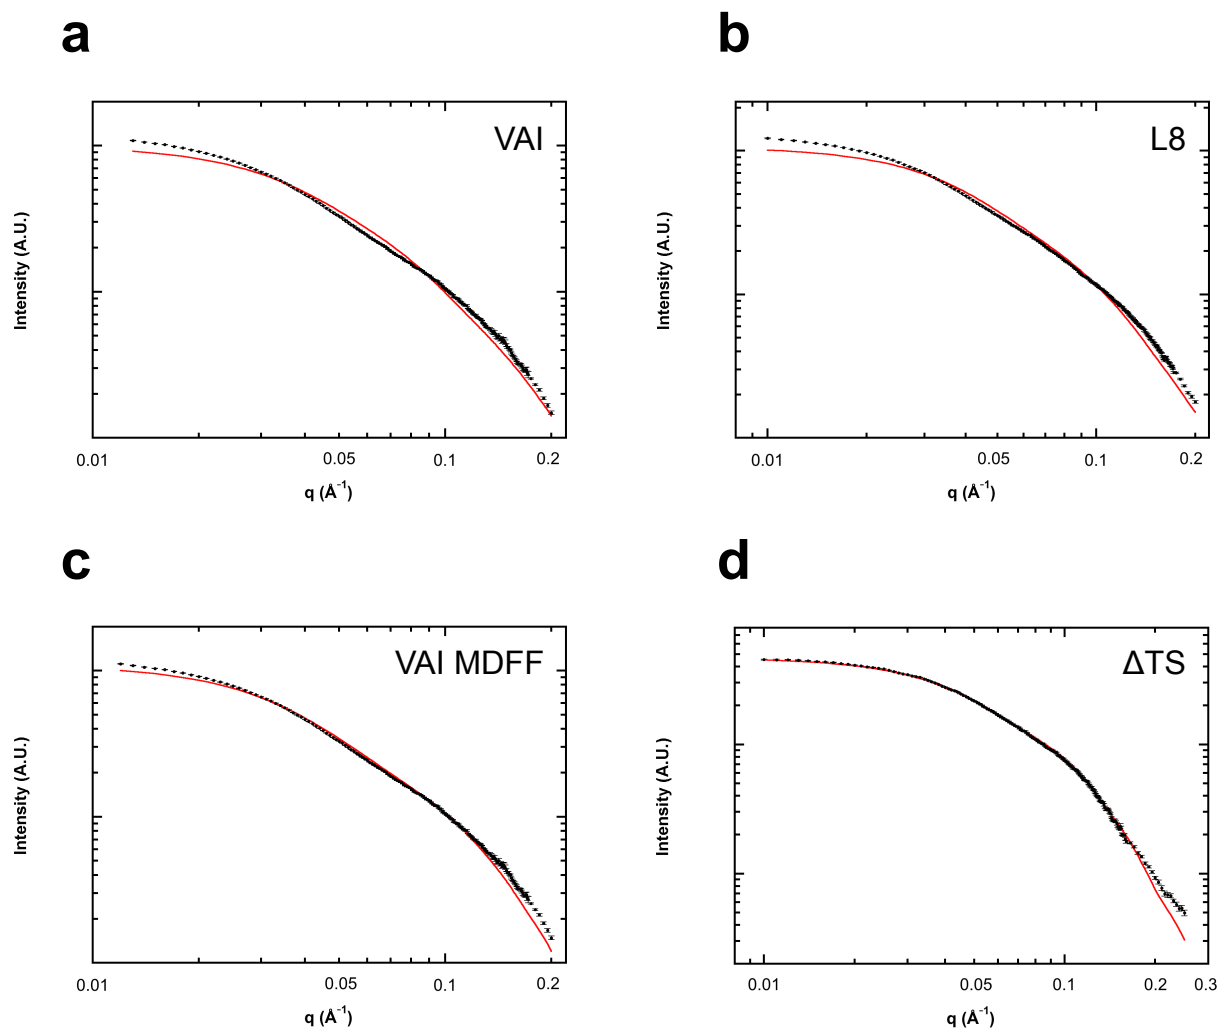 a
VAI
Intensity (A.U.)
0.01
0.05
0.1
0.2
q (Å⁻¹)
b
L8
Intensity (A.U.)
0.01
0.05
0.1
0.2
q (Å⁻¹)
c
VAI MDFF
Intensity (A.U.)
0.01
0.05
0.1
0.2
q (Å⁻¹)
d
ΔTS
Intensity (A.U.)
0.01
0.05
0.1
0.2
0.3
q (Å⁻¹)